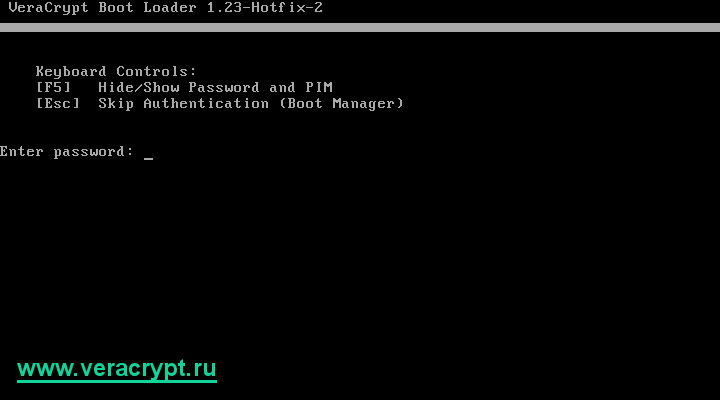 VeraCrypt Boot Loader 1.23-Hotfix-2
Keyboard Controls:
[F5] Hide/Show Password and PIM
[Esc] Skip Authentication (Boot Manager)
Enter password: _
www.veracrypt.ru